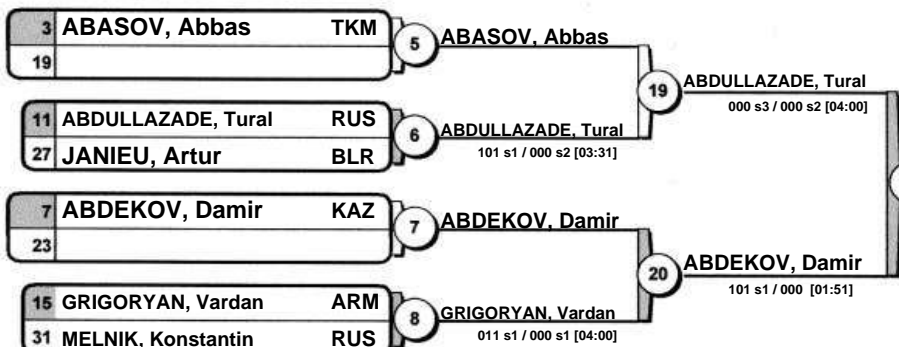 3 ABASOV, Abbas TKM
19
5
ABASOV, Abbas
11 ABDULLAZADE, Tural RUS
27 JANIEU, Artur BLR
6
ABDULLAZADE, Tural
101 s1 / 000 s2 [03:31]
19
ABDULLAZADE, Tural
000 s3 / 000 s2 [04:00]
7 ABDEKOV, Damir KAZ
23
7
ABDEKOV, Damir
15 GRIGORYAN, Vardan ARM
31 MELNIK, Konstantin RUS
8
GRIGORYAN, Vardan
011 s1 / 000 s1 [04:00]
20
ABDEKOV, Damir
101 s1 / 000 [01:51]